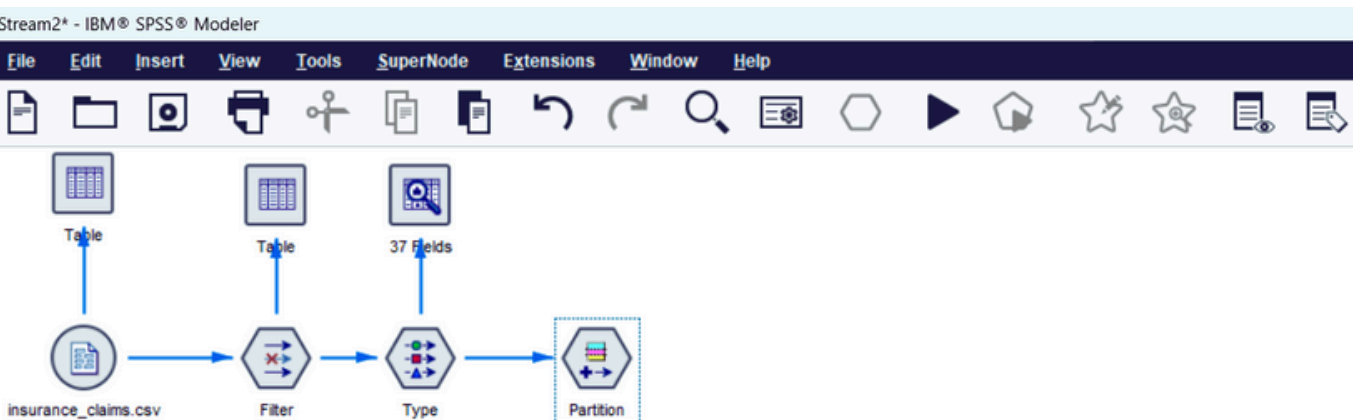 Stream2* - IBM® SPSS® Modeler
File Edit Insert View Tools SuperNode Extensions Window Help
Table
Table
37 Fields
insurance_claims.csv
Filter
Type
Partition